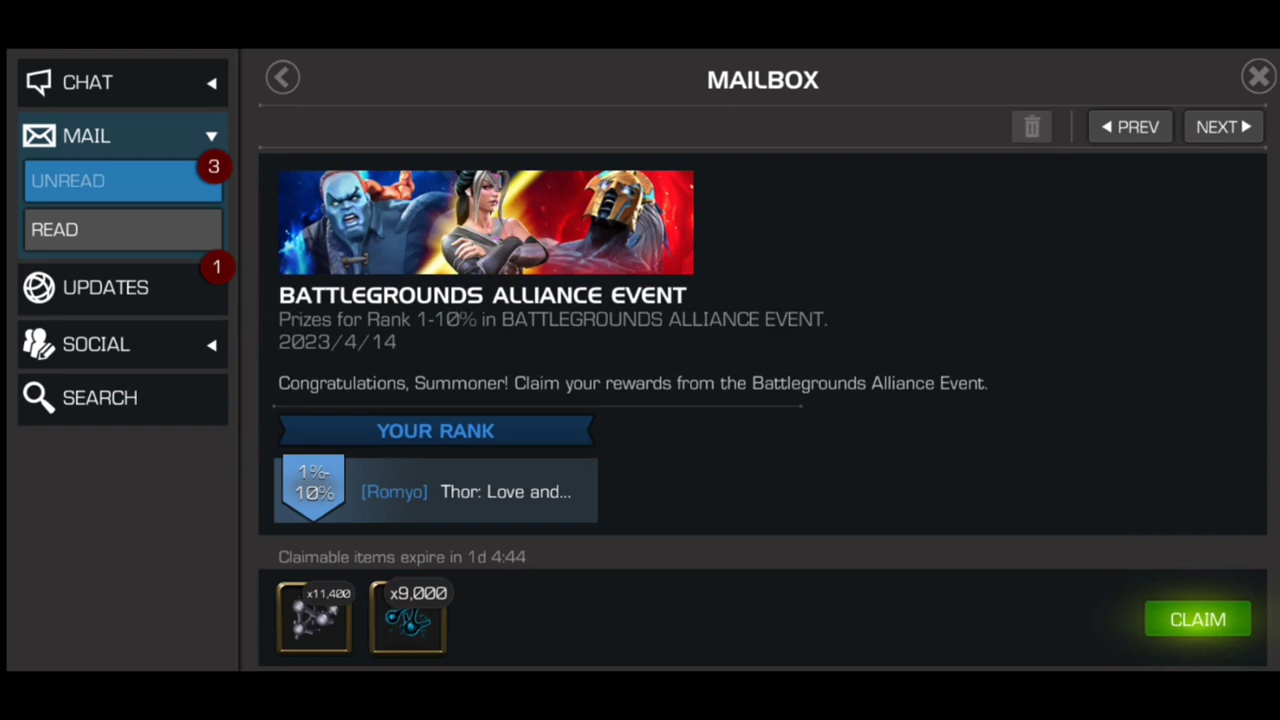 CHAT
MAIL
3
UNREAD
READ
1
UPDATES
SOCIAL
SEARCH
MAILBOX
PREV
NEXT
BATTLEGROUNDS ALLIANCE EVENT
Prizes for Rank 1-10% in BATTLEGROUNDS ALLIANCE EVENT.
2023/4/14
Congratulations, Summoner! Claim your rewards from the Battlegrounds Alliance Event.
YOUR RANK
1%-
10%
[Romyo] Thor: Love and...
Claimable items expire in 1d 4:44
x11,400
x9,000
CLAIM